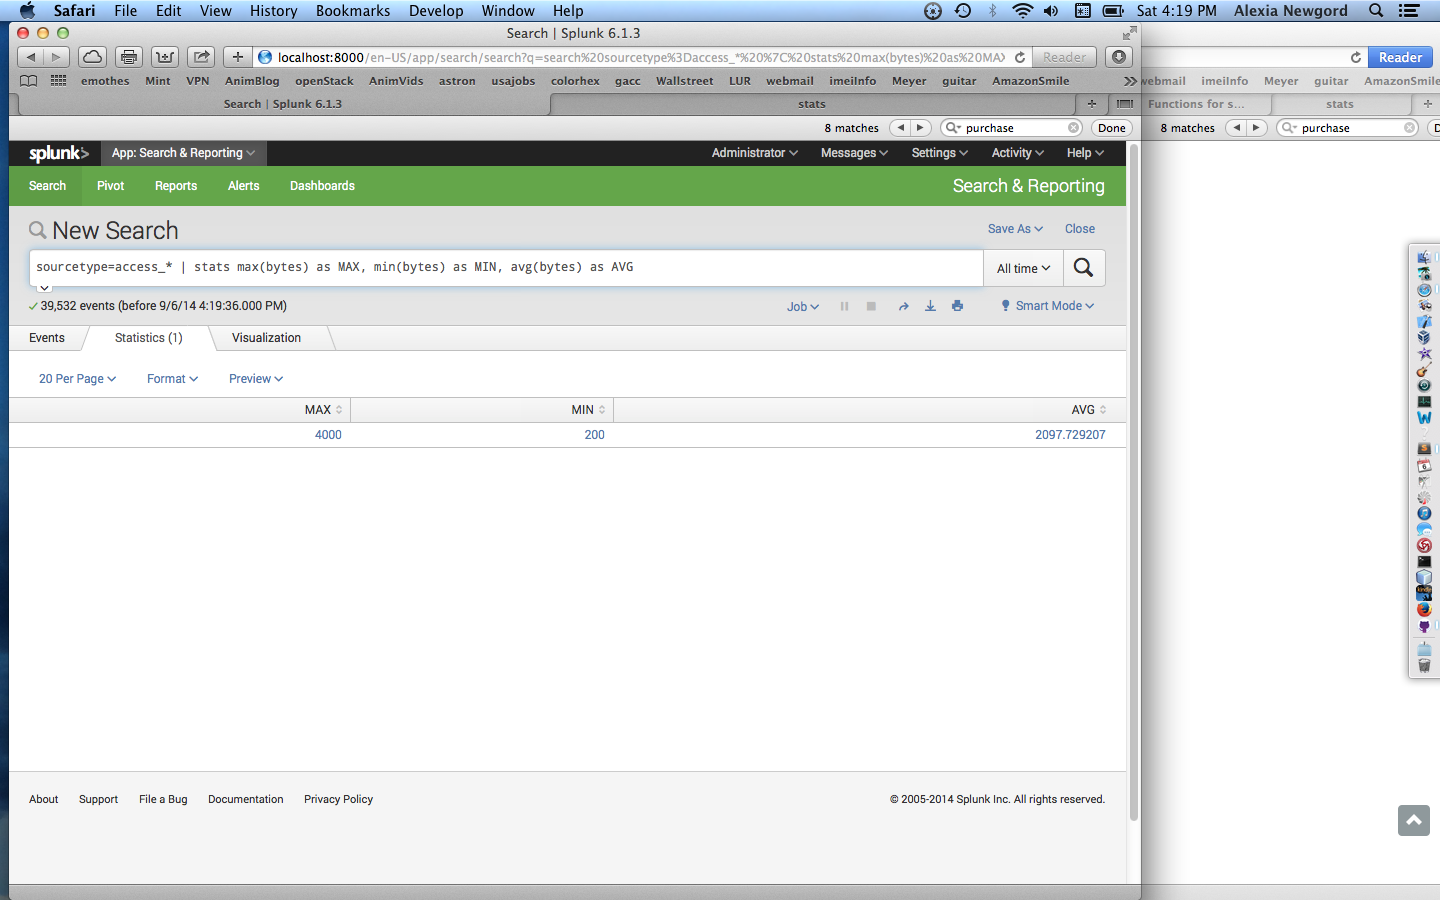 Safari File Edit View History Bookmarks Develop Window Help Sat 4:19 PM Alexia Newgord
Search | Splunk 6.1.3
localhost:8000/en-US/app/search/search?q=search%20sourcetype%3Daccess_*%20%7C%20stats%20max(bytes)%20as%20MAX Reader
Reader
emothes Mint VPN AnimBlog openStack AnimVids astron usajobs colorhex gacc Wallstreet LUR webmail imeiInfo Meyer guitar AmazonSmile
webmail imeiInfo Meyer guitar AmazonSmile
Search | Splunk 6.1.3 stats
Functions for s... stats
8 matches purchase Done
8 matches purchase
splunk> App: Search & Reporting Administrator Messages Settings Activity Help
Search Pivot Reports Alerts Dashboards Search & Reporting
New Search Save As Close
sourcetype=access_* | stats max(bytes) as MAX, min(bytes) as MIN, avg(bytes) as AVG All time
39,532 events (before 9/6/14 4:19:36.000 PM) Job Smart Mode
Events Statistics (1) Visualization
20 Per Page Format Preview
MAX MIN AVG
4000 200 2097.729207
About Support File a Bug Documentation Privacy Policy © 2005-2014 Splunk Inc. All rights reserved.